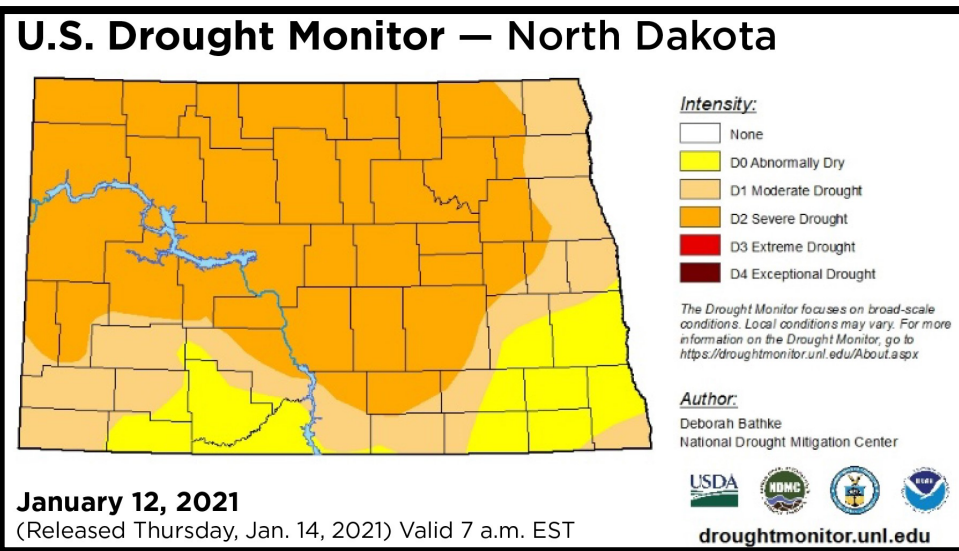 U.S. Drought Monitor — North Dakota
Intensity:
None
D0 Abnormally Dry
D1 Moderate Drought
D2 Severe Drought
D3 Extreme Drought
D4 Exceptional Drought
The Drought Monitor focuses on broad-scale
conditions. Local conditions may vary. For more
information on the Drought Monitor, go to
https://droughtmonitor.unl.edu/About.aspx
Author:
Deborah Bathke
National Drought Mitigation Center
USDA
NDMC
January 12, 2021
(Released Thursday, Jan. 14, 2021) Valid 7 a.m. EST
droughtmonitor.unl.edu